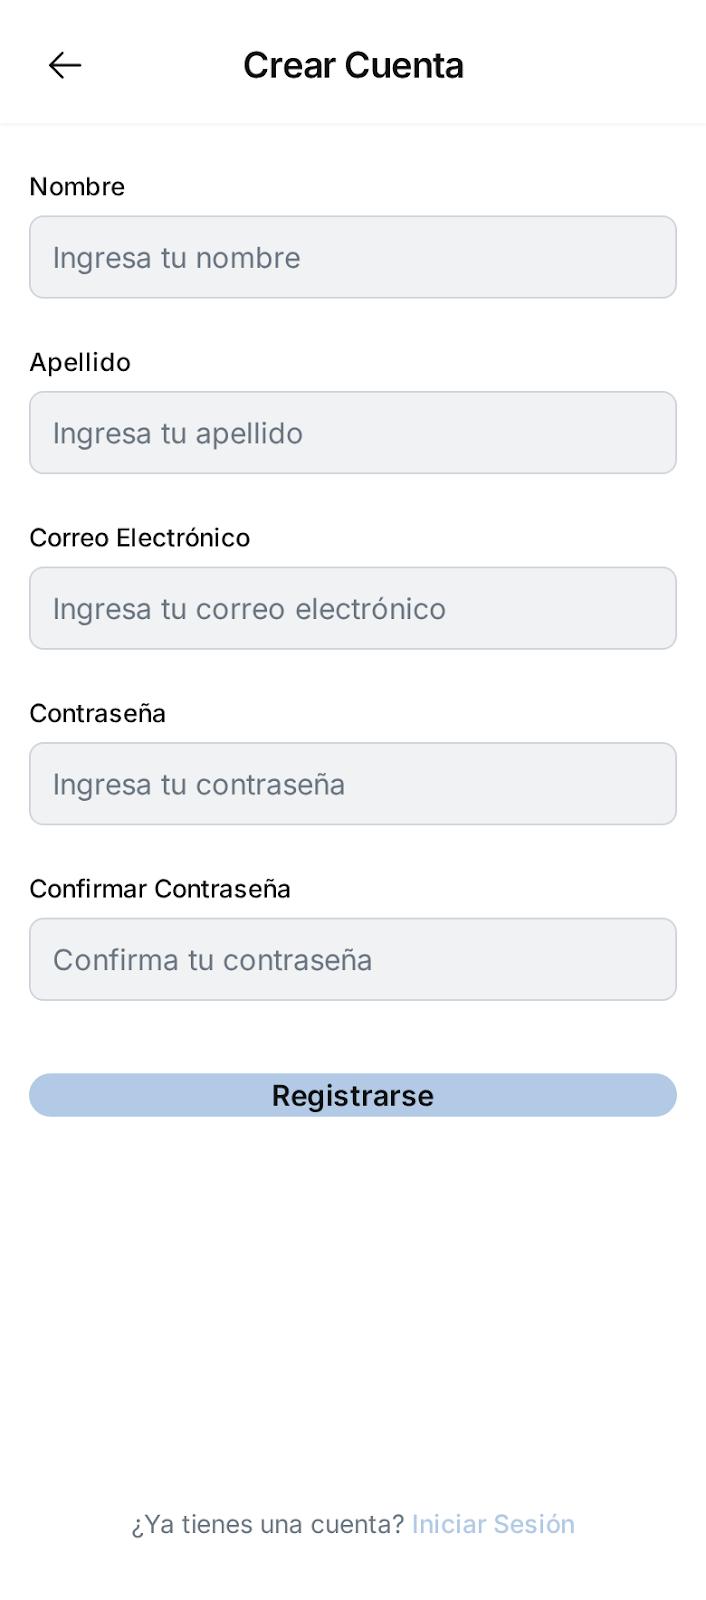 Crear Cuenta
Nombre
Ingresa tu nombre
Apellido
Ingresa tu apellido
Correo Electrónico
Ingresa tu correo electrónico
Contraseña
Ingresa tu contraseña
Confirmar Contraseña
Confirma tu contraseña
Registrarse
¿Ya tienes una cuenta? Iniciar Sesión